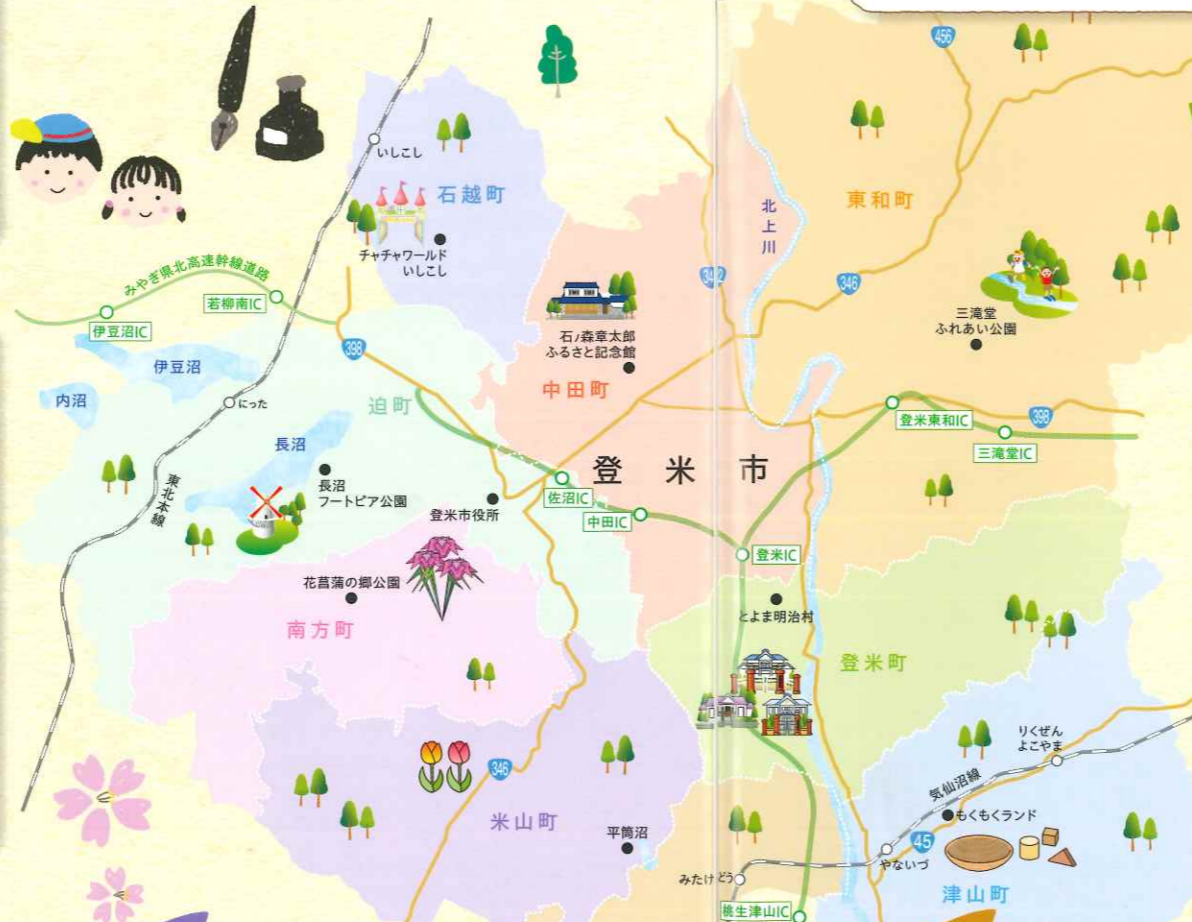 456
いしこし
石越町
東和町
北上川
チャチャワールド
いしこし
みやぎ県北高速幹線道路
若柳南IC
伊豆沼IC
342
346
三滝堂
ふれあい公園
石ノ森章太郎
ふるさと記念館
398
伊豆沼
内沼
にった
迫町
中田町
登米東和IC
398
三滝堂IC
長沼
長沼
フートピア公園
東北本線
登米市役所
登米市
佐沼IC
中田IC
登米IC
花菖蒲の郷公園
とよま明治村
南方町
登米町
りくぜん
よこやま
気仙沼線
346
米山町
もくもくランド
平筒沼
45
やないづ
みたけどう
津山町
桃生津山IC